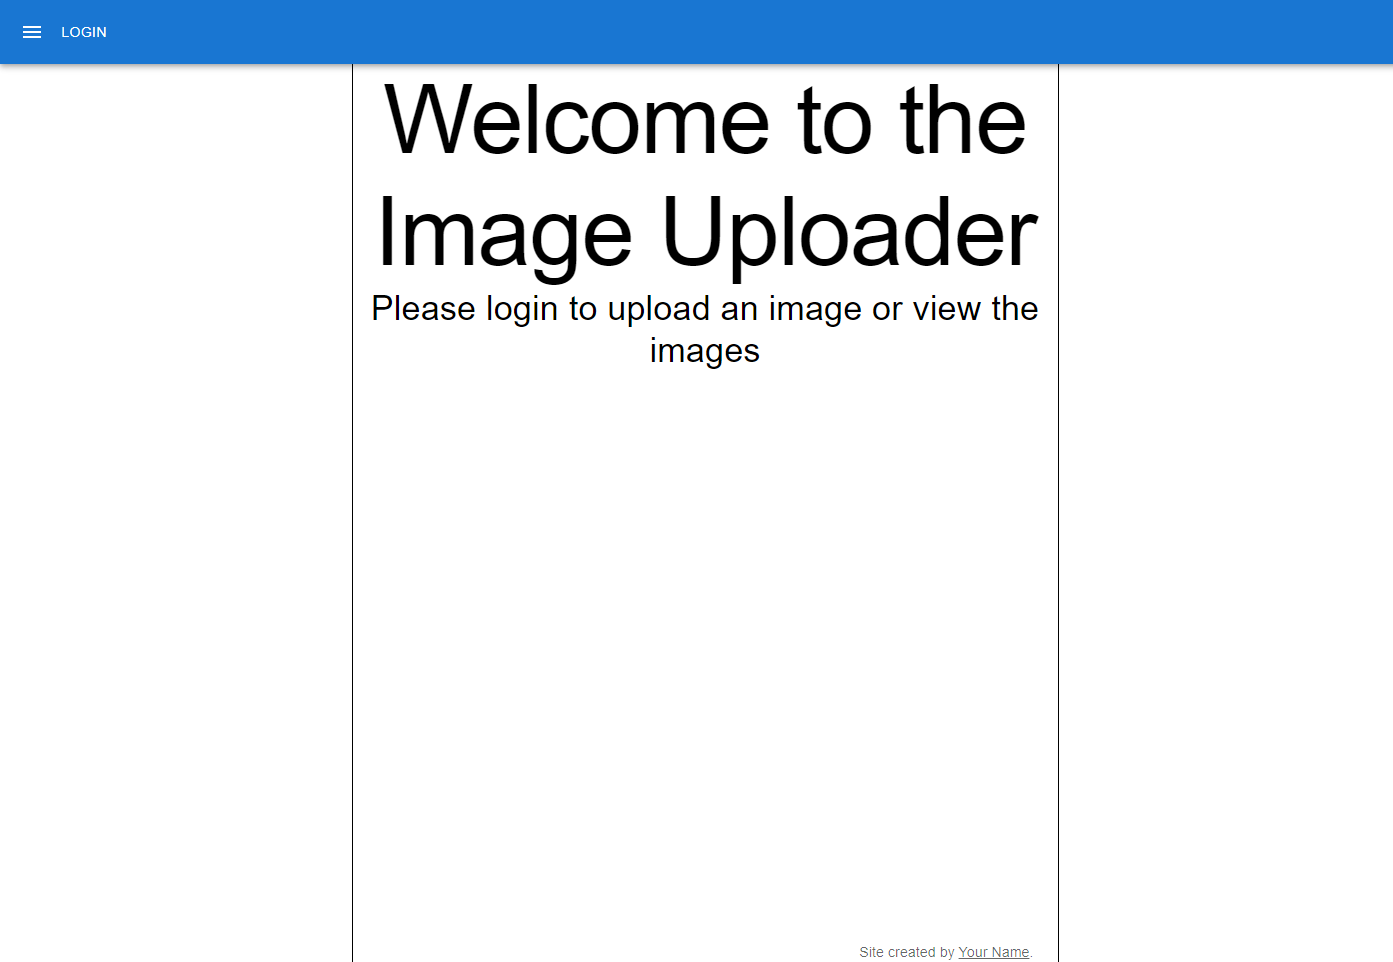 LOGIN
Welcome to the
Image Uploader
Please login to upload an image or view the
images
Site created by Your Name.